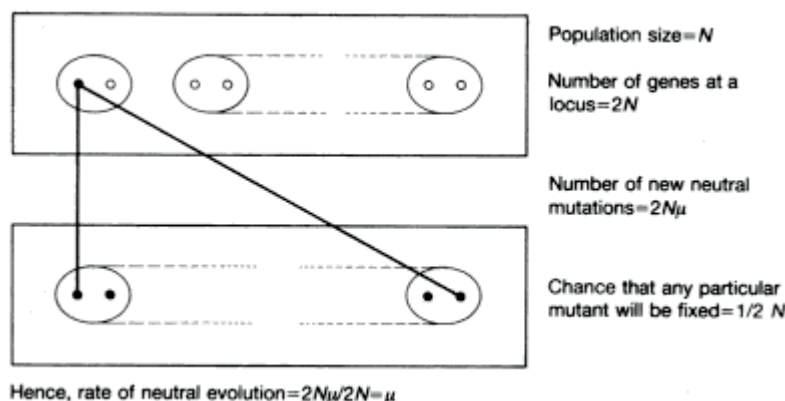 Population size=N
Number of genes at a
locus=2N
Number of new neutral
mutations=2Nμ
Chance that any particular
mutant will be fixed=1/2 N
Hence, rate of neutral evolution=2Nμ/2N=μ